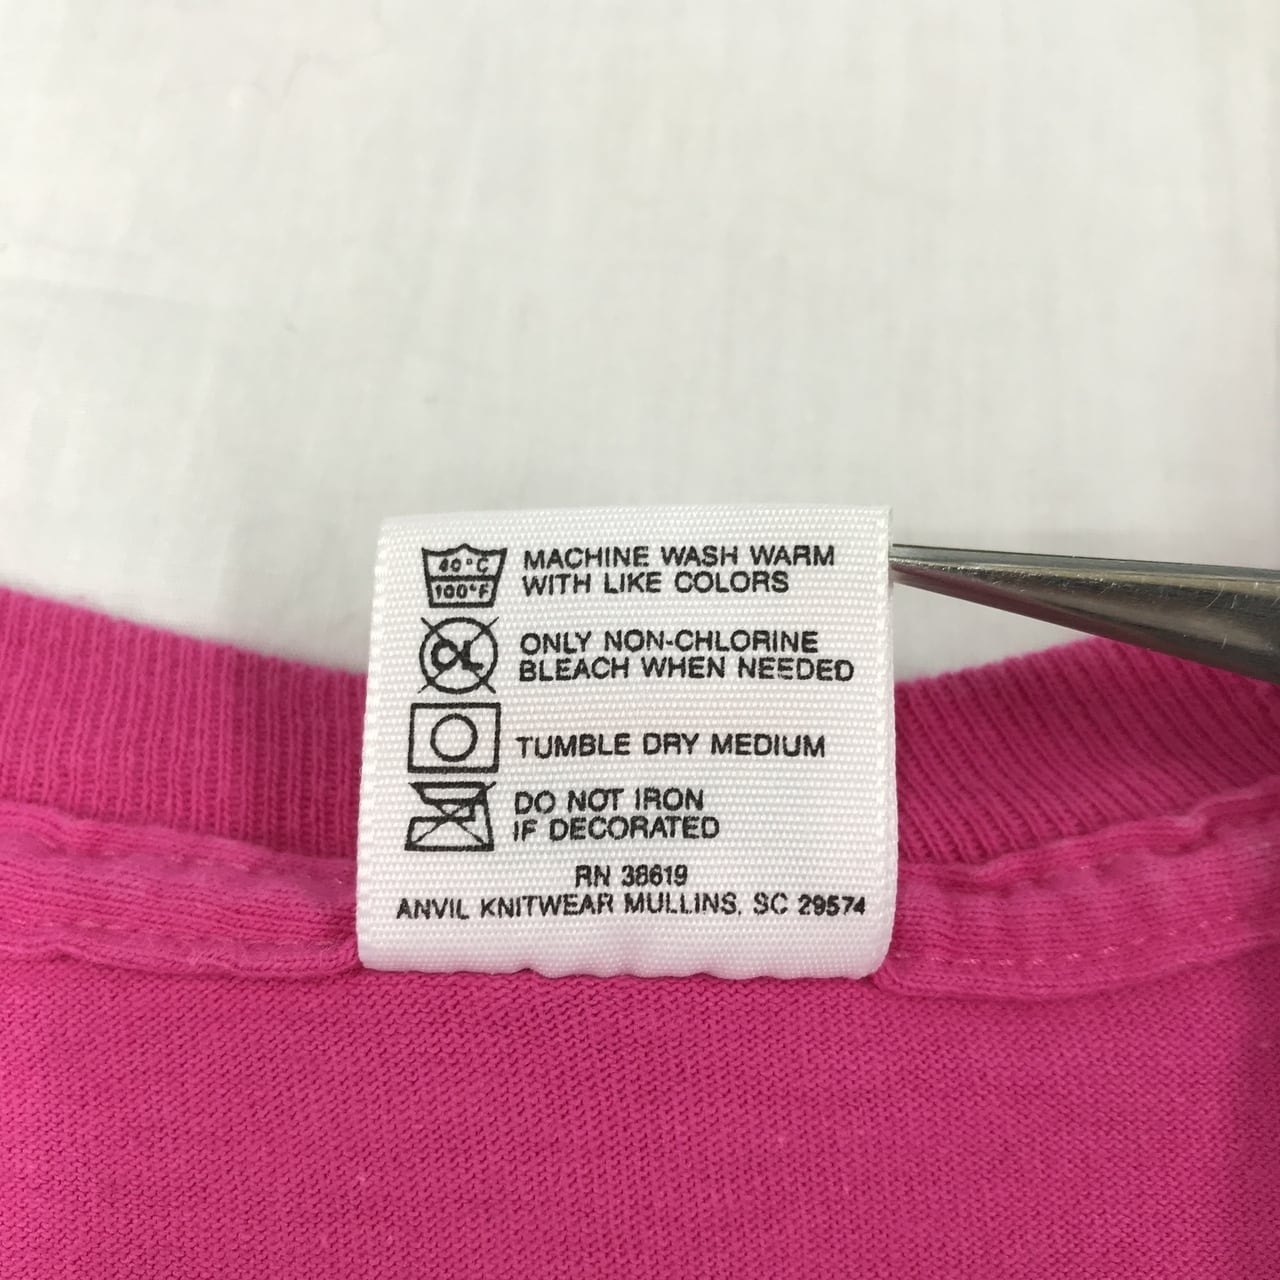 40°C
100°F
MACHINE WASH WARM
WITH LIKE COLORS
CL
ONLY NON-CHLORINE
BLEACH WHEN NEEDED
TUMBLE DRY MEDIUM
DO NOT IRON
IF DECORATED
RN 38619
ANVIL KNITWEAR MULLINS, SC 29574